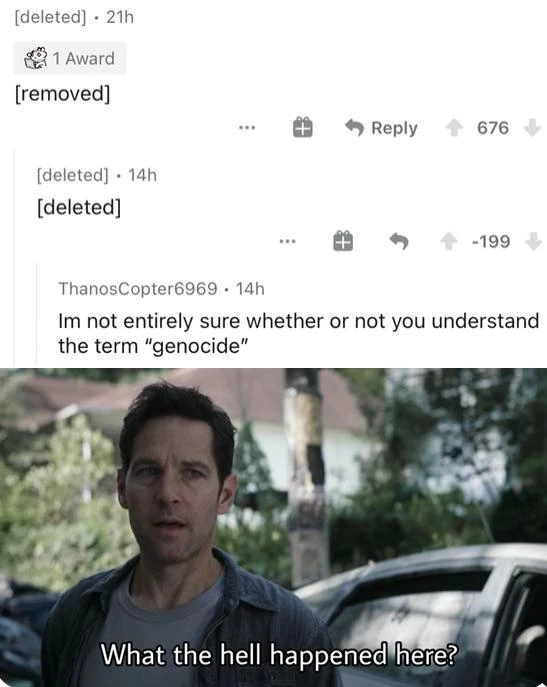 [deleted] • 21h
1 Award
[removed]
... Reply 676
[deleted] • 14h
[deleted]
... -199
ThanosCopter6969 • 14h
Im not entirely sure whether or not you understand
the term “genocide”
What the hell happened here?